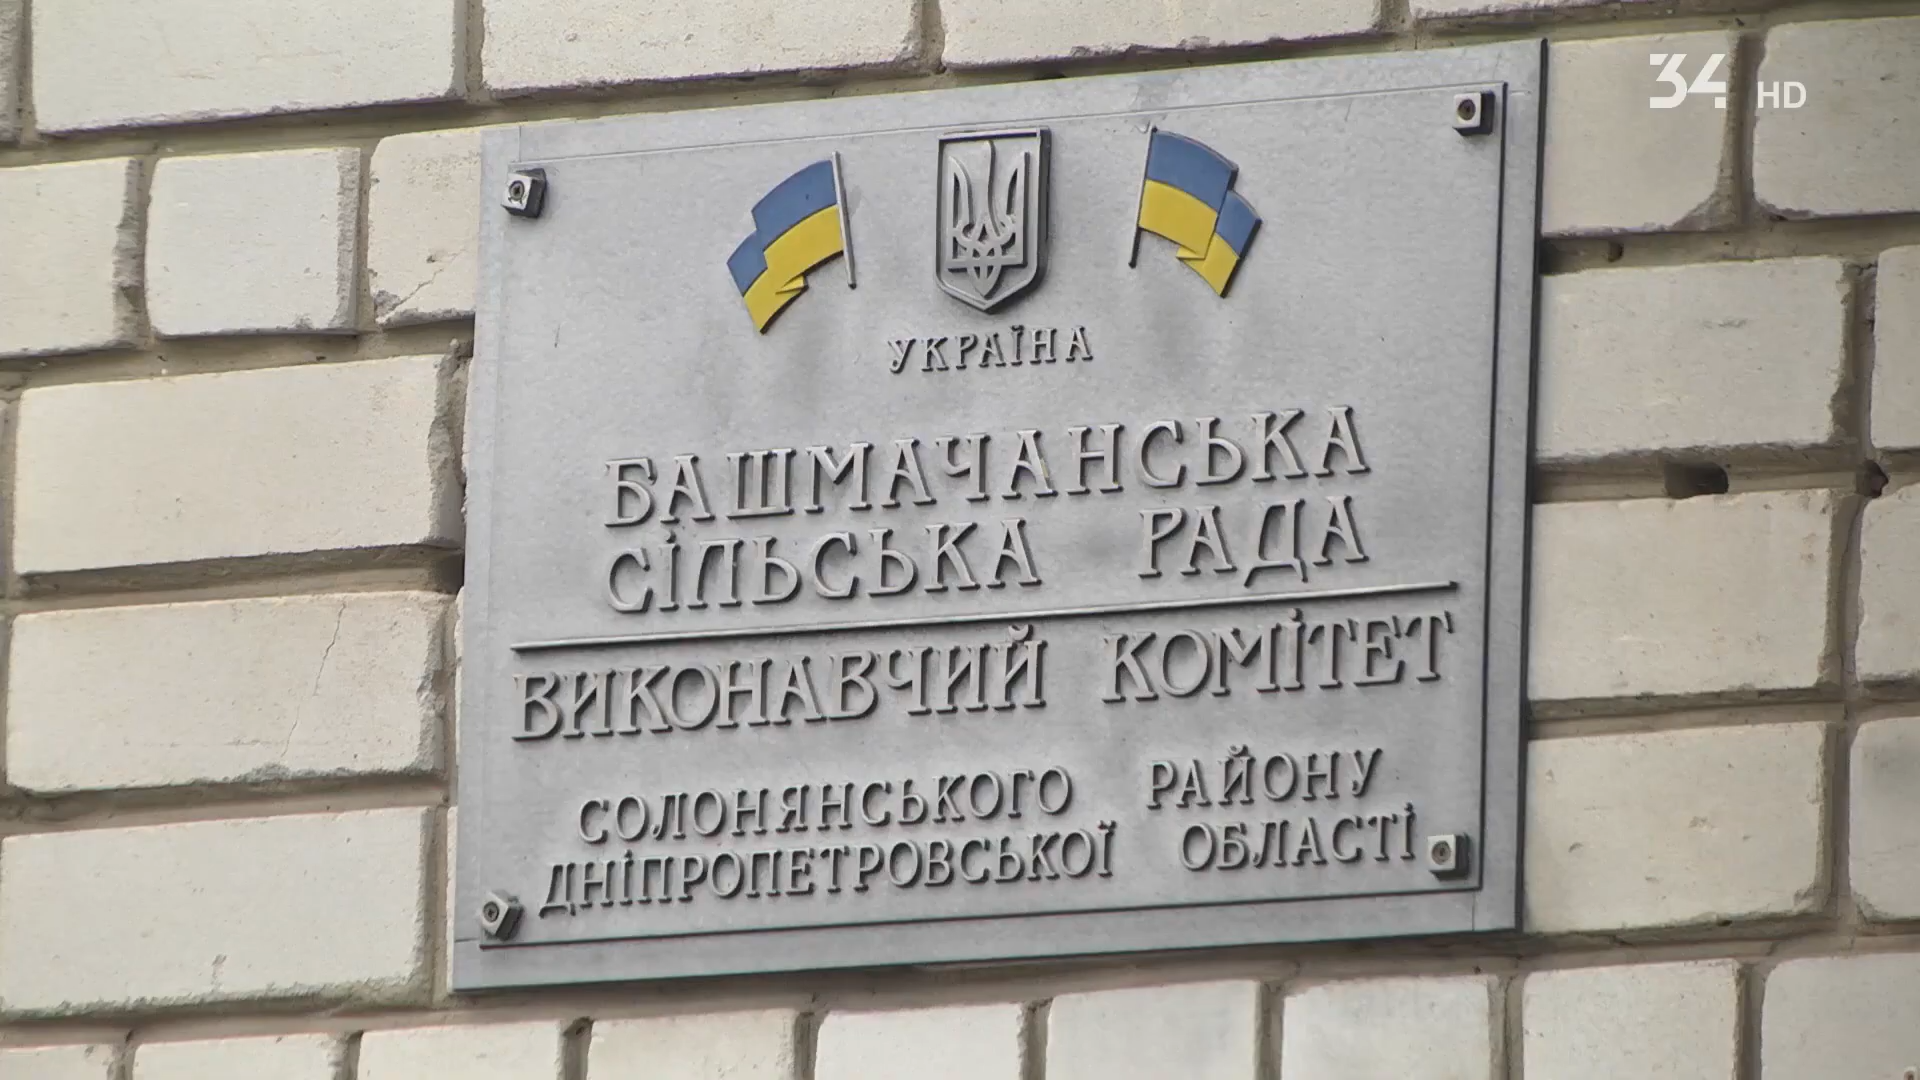 34 HD
УКРАЇНА
БАШМАЧАНСЬКА
СІЛЬСЬКА РАДА
ВИКОНАВЧИЙ КОМІТЕТ
СОЛОНЯНСЬКОГО РАЙОНУ
ДНІПРОПЕТРОВСЬКОЇ ОБЛАСТІ